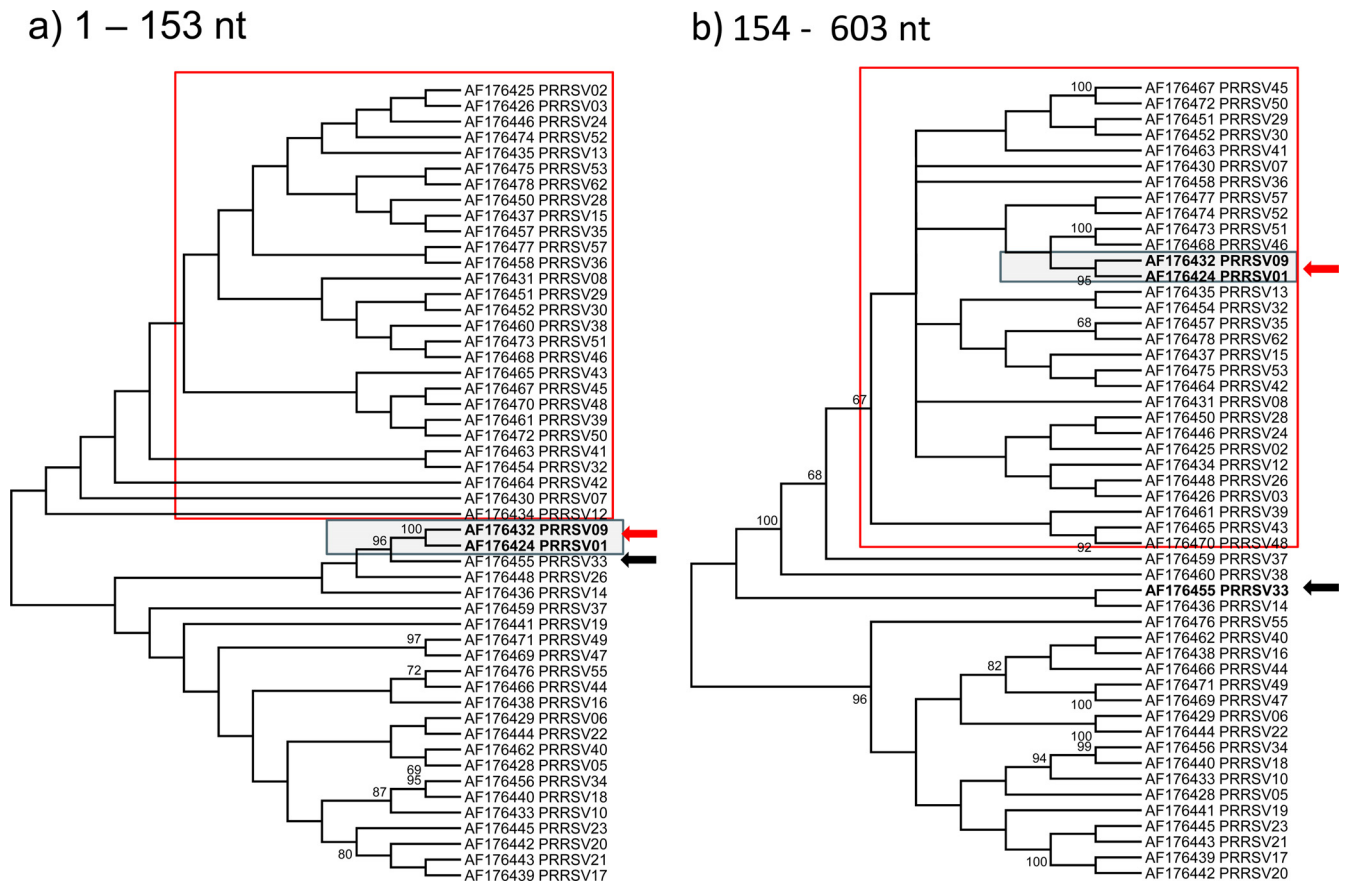 a) 1 – 153 nt
AF176425 PRRSV02
AF176426 PRRSV03
AF176446 PRRSV24
AF176474 PRRSV52
AF176435 PRRSV13
AF176475 PRRSV53
AF176478 PRRSV62
AF176450 PRRSV28
AF176437 PRRSV15
AF176457 PRRSV35
AF176477 PRRSV57
AF176458 PRRSV36
AF176431 PRRSV08
AF176451 PRRSV29
AF176452 PRRSV30
AF176460 PRRSV38
AF176473 PRRSV51
AF176468 PRRSV46
AF176465 PRRSV43
AF176467 PRRSV45
AF176470 PRRSV48
AF176461 PRRSV39
AF176472 PRRSV50
AF176463 PRRSV41
AF176454 PRRSV32
AF176464 PRRSV42
AF176430 PRRSV07
AF176434 PRRSV12
100
AF176432 PRRSV09
96
AF176424 PRRSV01
AF176455 PRRSV33
AF176448 PRRSV26
AF176436 PRRSV14
AF176459 PRRSV37
AF176441 PRRSV19
97
AF176471 PRRSV49
AF176469 PRRSV47
72
AF176476 PRRSV55
AF176466 PRRSV44
AF176438 PRRSV16
AF176429 PRRSV06
AF176444 PRRSV22
AF176462 PRRSV40
AF176428 PRRSV05
69
95
AF176456 PRRSV34
87
AF176440 PRRSV18
AF176433 PRRSV10
AF176445 PRRSV23
AF176442 PRRSV20
80
AF176443 PRRSV21
AF176439 PRRSV17
b) 154 - 603 nt
100
AF176467 PRRSV45
AF176472 PRRSV50
AF176451 PRRSV29
AF176452 PRRSV30
AF176463 PRRSV41
AF176430 PRRSV07
AF176458 PRRSV36
AF176477 PRRSV57
AF176474 PRRSV52
100
AF176473 PRRSV51
AF176468 PRRSV46
AF176432 PRRSV09
AF176424 PRRSV01
95
AF176435 PRRSV13
AF176454 PRRSV32
68
AF176457 PRRSV35
AF176478 PRRSV62
AF176437 PRRSV15
AF176475 PRRSV53
AF176464 PRRSV42
67
AF176431 PRRSV08
AF176450 PRRSV28
AF176446 PRRSV24
AF176425 PRRSV02
AF176434 PRRSV12
68
AF176448 PRRSV26
AF176426 PRRSV03
AF176461 PRRSV39
100
AF176465 PRRSV43
AF176470 PRRSV48
92
AF176459 PRRSV37
AF176460 PRRSV38
AF176455 PRRSV33
AF176436 PRRSV14
AF176476 PRRSV55
AF176462 PRRSV40
AF176438 PRRSV16
82
AF176466 PRRSV44
AF176471 PRRSV49
96
AF176469 PRRSV47
100
AF176429 PRRSV06
AF176444 PRRSV22
100
99
AF176456 PRRSV34
94
AF176440 PRRSV18
AF176433 PRRSV10
AF176428 PRRSV05
AF176441 PRRSV19
AF176445 PRRSV23
AF176443 PRRSV21
100
AF176439 PRRSV17
AF176442 PRRSV20